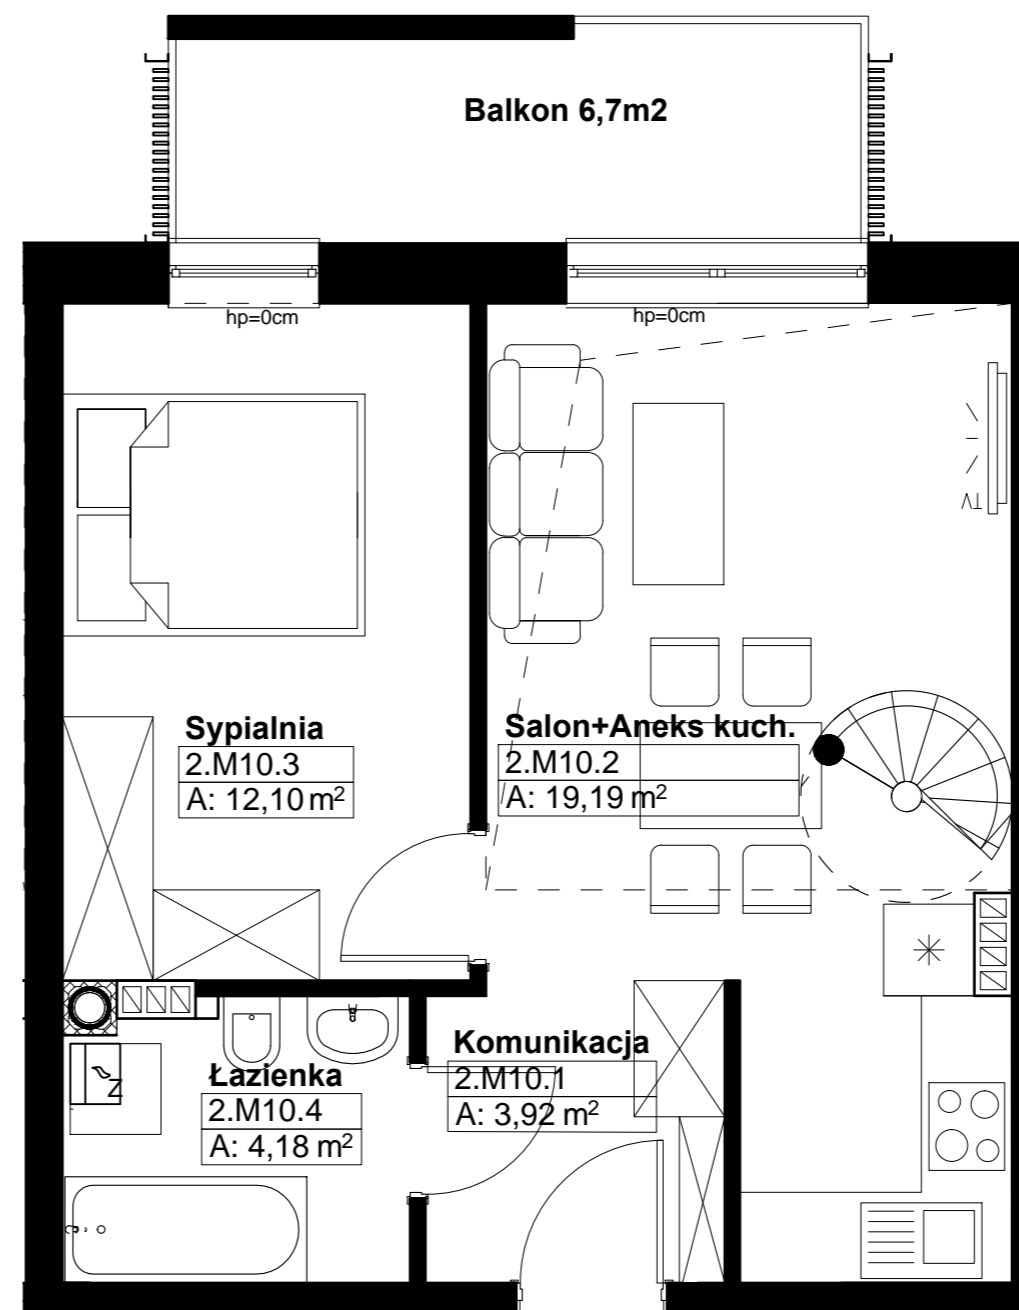 Balkon 6,7m2
hp=0cm
hp=0cm
TV
Sypialnia
2.M10.3
A: 12,10 m²
Salon+Aneks kuch.
2.M10.2
A: 19,19 m²
Komunikacja
2.M10.1
A: 3,92 m²
Łazienka
2.M10.4
A: 4,18 m²
Z